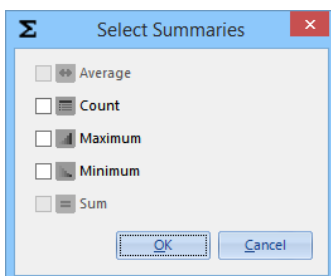 Σ Select Summaries ×
Average
Count
Maximum
Minimum
Sum
OK Cancel